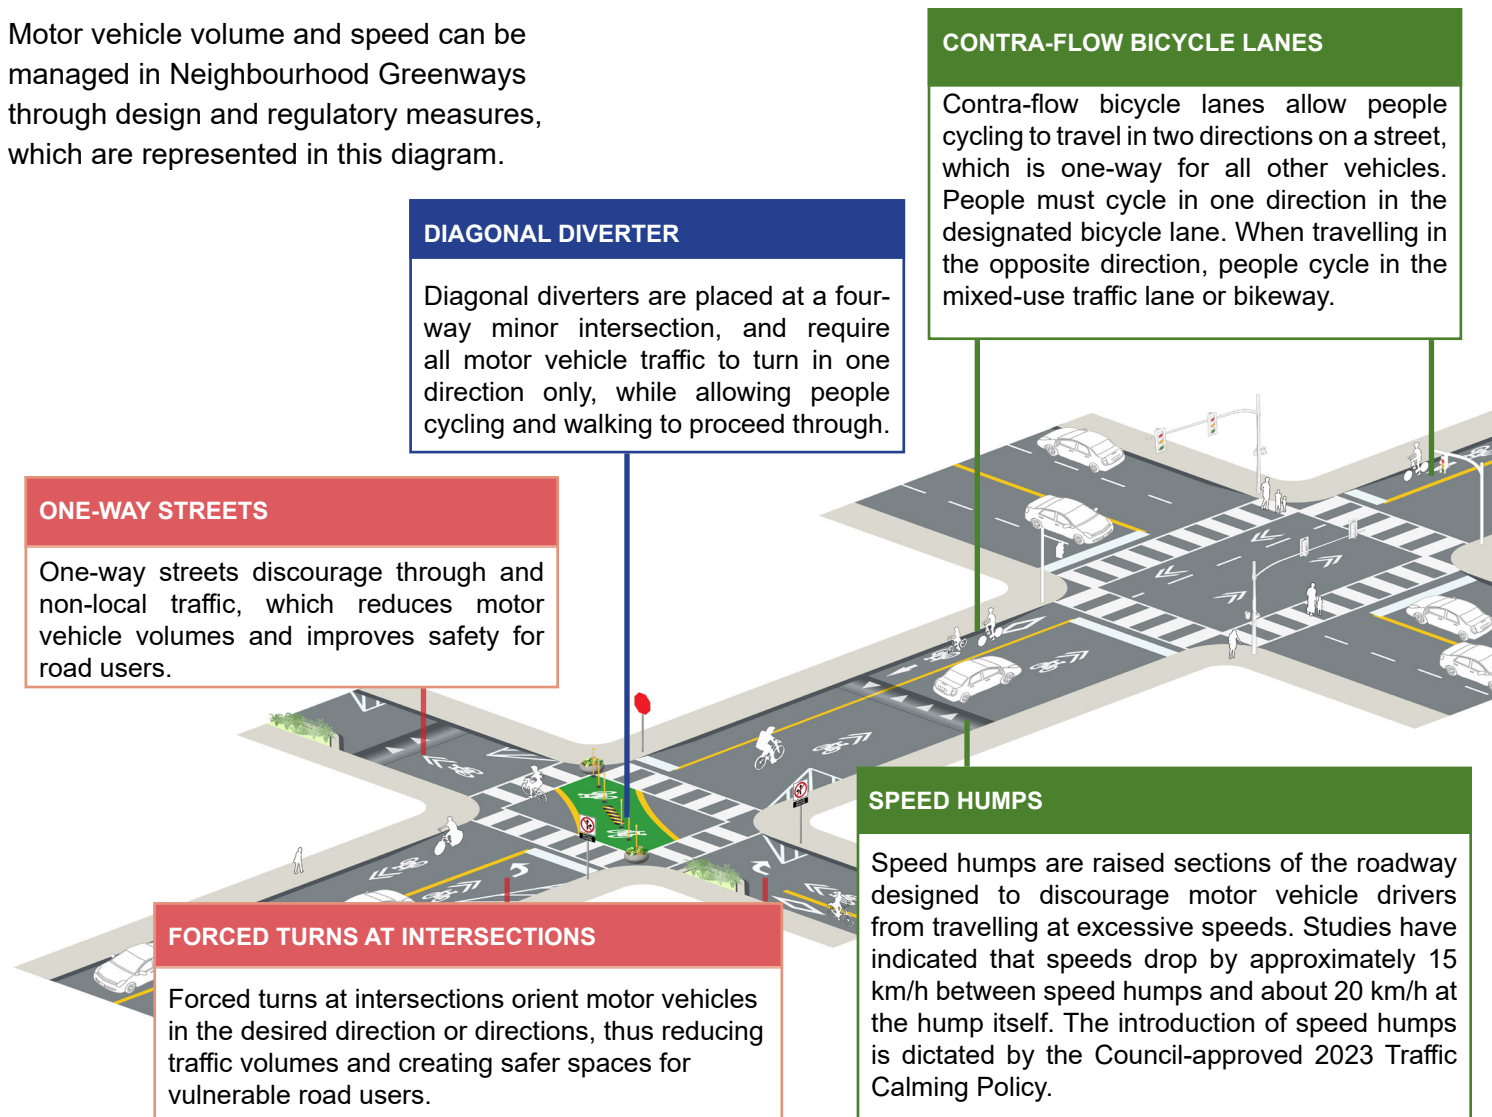 Motor vehicle volume and speed can be
managed in Neighbourhood Greenways
through design and regulatory measures,
which are represented in this diagram.
CONTRA-FLOW BICYCLE LANES
Contra-flow bicycle lanes allow people
cycling to travel in two directions on a street,
which is one-way for all other vehicles.
People must cycle in one direction in the
designated bicycle lane. When travelling in
the opposite direction, people cycle in the
mixed-use traffic lane or bikeway.
DIAGONAL DIVERTER
Diagonal diverters are placed at a four-
way minor intersection, and require
all motor vehicle traffic to turn in one
direction only, while allowing people
cycling and walking to proceed through.
ONE-WAY STREETS
One-way streets discourage through and
non-local traffic, which reduces motor
vehicle volumes and improves safety for
road users.
SPEED HUMPS
Speed humps are raised sections of the roadway
designed to discourage motor vehicle drivers
from travelling at excessive speeds. Studies have
indicated that speeds drop by approximately 15
km/h between speed humps and about 20 km/h at
the hump itself. The introduction of speed humps
is dictated by the Council-approved 2023 Traffic
Calming Policy.
FORCED TURNS AT INTERSECTIONS
Forced turns at intersections orient motor vehicles
in the desired direction or directions, thus reducing
traffic volumes and creating safer spaces for
vulnerable road users.